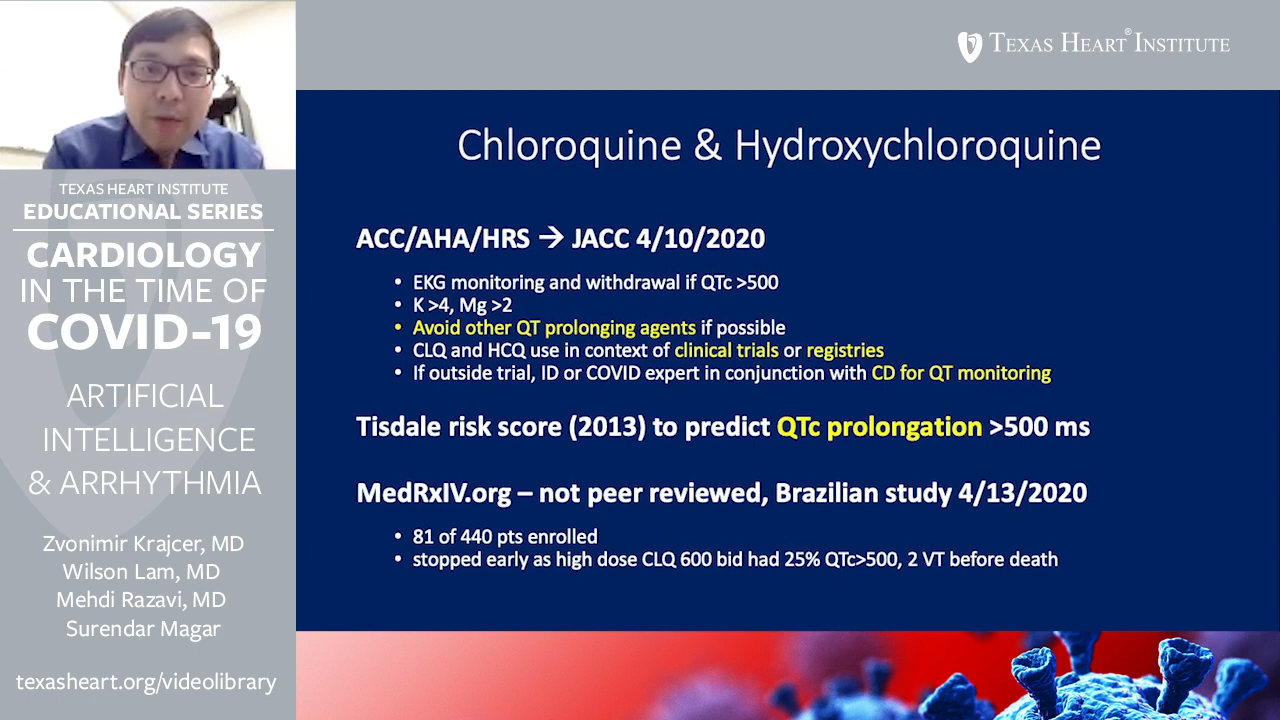 TEXAS HEART® INSTITUTE
TEXAS HEART INSTITUTE
EDUCATIONAL SERIES
CARDIOLOGY
IN THE TIME OF
COVID-19
ARTIFICIAL
INTELLIGENCE
& ARRHYTHMIA
Zvonimir Krajcer, MD
Wilson Lam, MD
Mehdi Razavi, MD
Surendar Magar
texasheart.org/videolibrary
Chloroquine & Hydroxychloroquine
ACC/AHA/HRS → JACC 4/10/2020
• EKG monitoring and withdrawal if QTc >500
• K >4, Mg >2
• Avoid other QT prolonging agents if possible
• CLQ and HCQ use in context of clinical trials or registries
• If outside trial, ID or COVID expert in conjunction with CD for QT monitoring
Tisdale risk score (2013) to predict QTc prolongation >500 ms
MedRxIV.org – not peer reviewed, Brazilian study 4/13/2020
• 81 of 440 pts enrolled
• stopped early as high dose CLQ 600 bid had 25% QTc>500, 2 VT before death